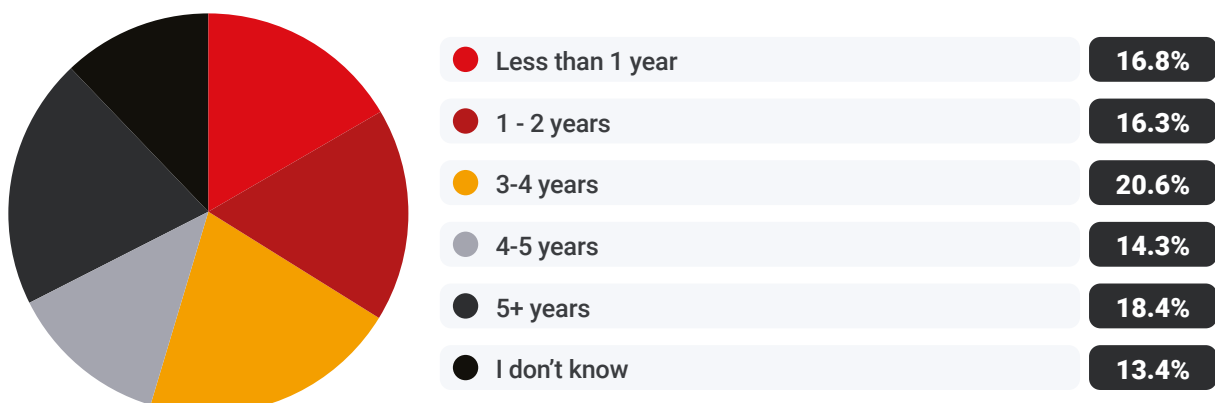 Less than 1 year 16.8%
1 - 2 years 16.3%
3-4 years 20.6%
4-5 years 14.3%
5+ years 18.4%
I don’t know 13.4%